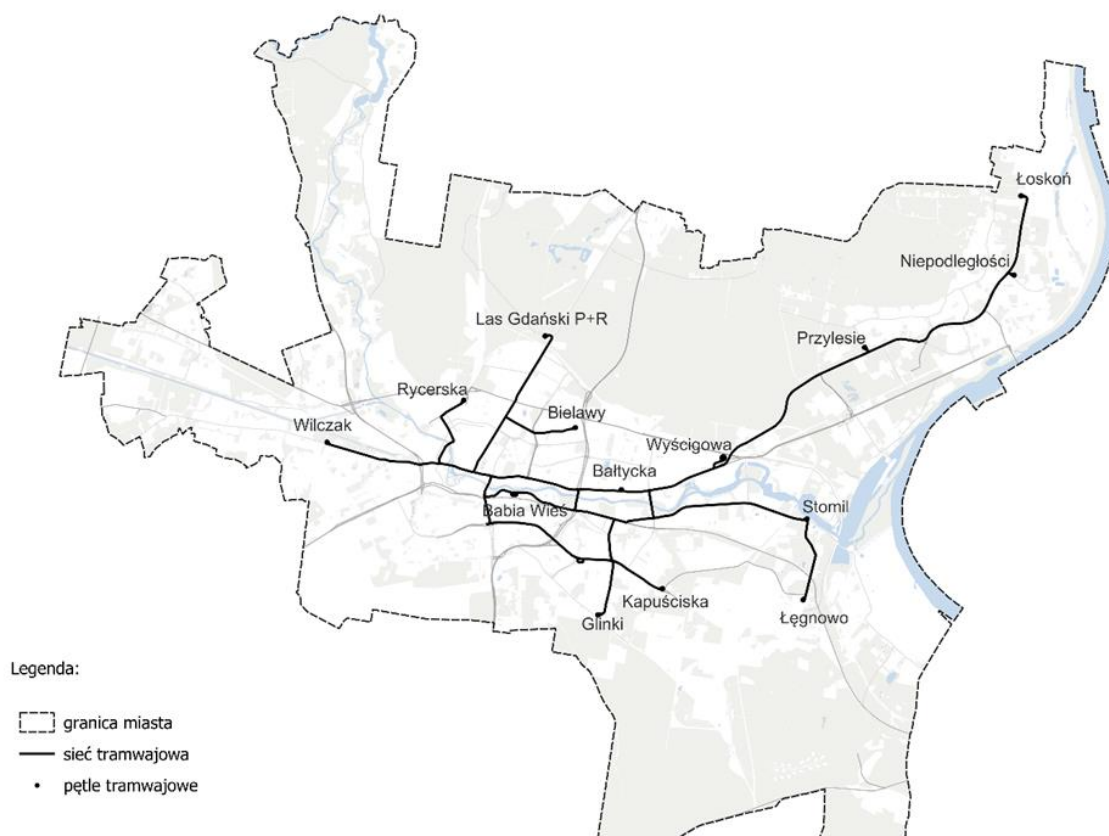 Łoskoń
Niepodległości
Las Gdański P+R
Przylesie
Rycerska
Bielawy
Wilczak
Wyścigowa
Bałtycka
Babia Wieś
Stomil
Kapuściska
Glinki
Łęgnowo
Legenda:
granica miasta
sieć tramwajowa
pętle tramwajowe